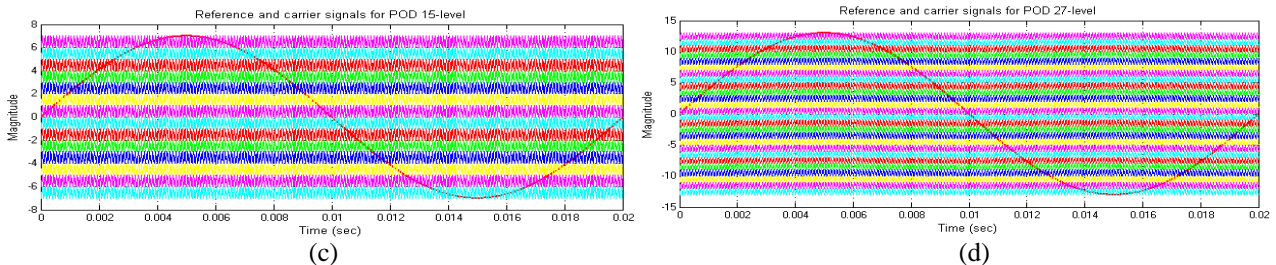 Reference and carrier signals for POD 15-level
8
6
4
2
0
-2
-4
-6
-8
Magnitude
0 0.002 0.004 0.006 0.008 0.01 0.012 0.014 0.016 0.018 0.02
Time (sec)
(c)
Reference and carrier signals for POD 27-level
15
10
5
0
-5
-10
-15
Magnitude
0 0.002 0.004 0.006 0.008 0.01 0.012 0.014 0.016 0.018 0.02
Time (sec)
(d)